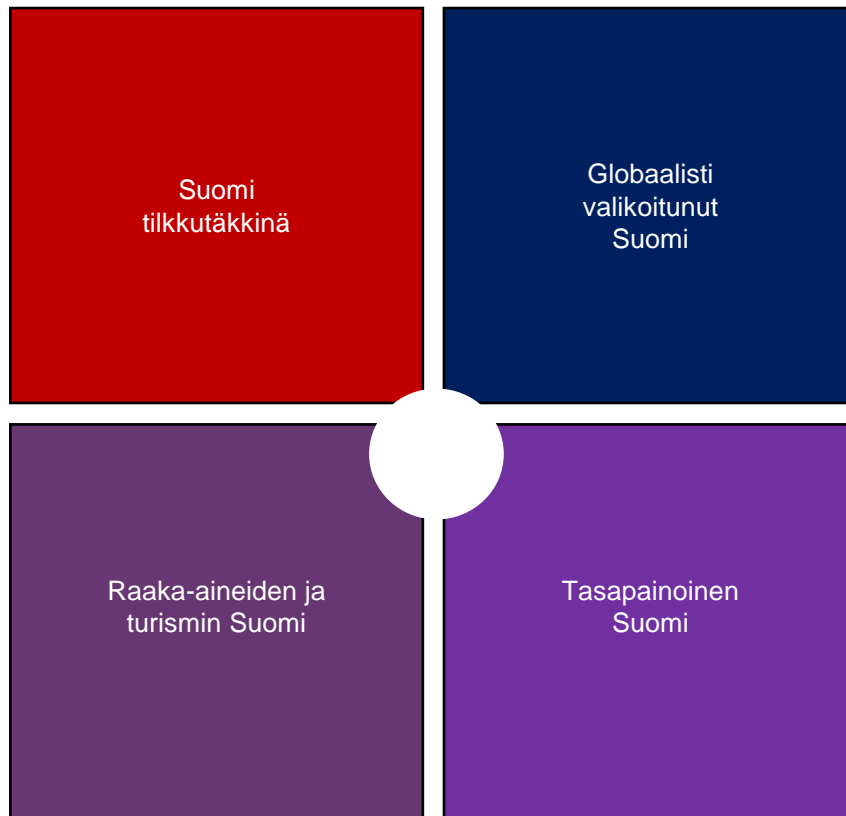 Suomi
tilkkutäkkinä
Globaalisti
valikoitunut
Suomi
Raaka-aineiden ja
turismin Suomi
Tasapainoinen
Suomi